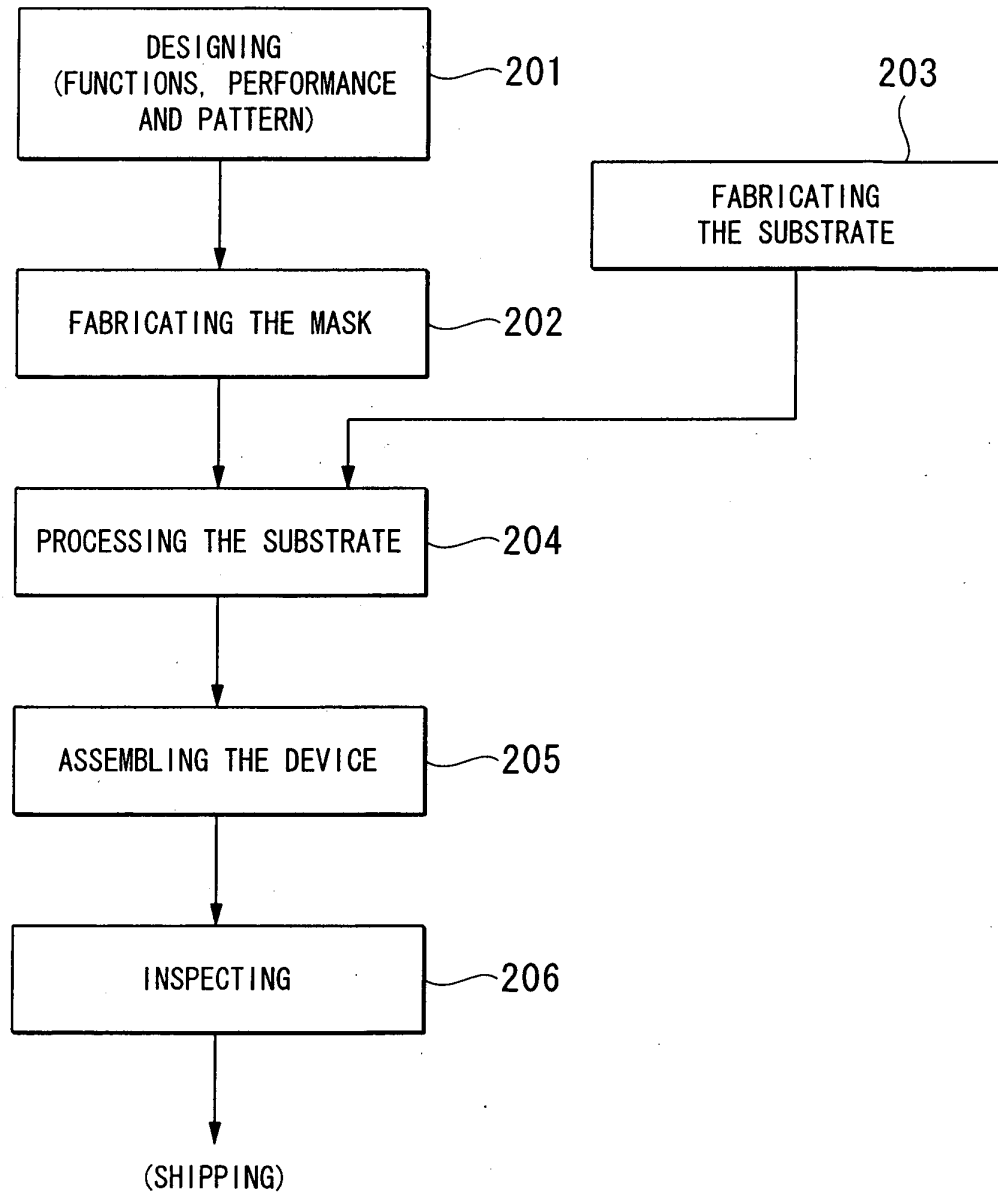 DESIGNING
(FUNCTIONS, PERFORMANCE
AND PATTERN)
201
203
FABRICATING
THE SUBSTRATE
FABRICATING THE MASK
202
PROCESSING THE SUBSTRATE
204
ASSEMBLING THE DEVICE
205
INSPECTING
206
(SHIPPING)